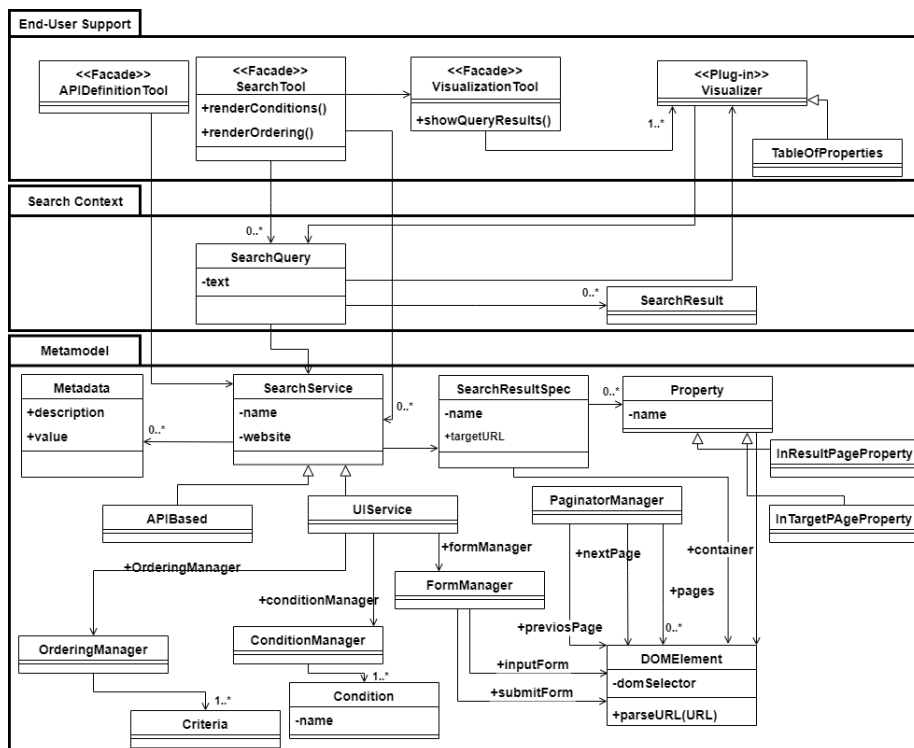 End-User Support
<<Facade>>
APIDefinitionTool
<<Facade>>
SearchTool
+renderConditions()
+renderOrdering()
<<Facade>>
VisualizationTool
+showQueryResults()
<<Plug-in>>
Visualizer
1..*
TableOfProperties
Search Context
0..*
SearchQuery
-text
0..*
SearchResult
Metamodel
Metadata
+description
+value
0..*
SearchService
-name
-website
0..*
SearchResultSpec
-name
+targetURL
0..*
Property
-name
InResultPageProperty
InTargetPAgeProperty
APIBased
UIService
PaginatorManager
+OrderingManager
+formManager
+nextPage
+container
+conditionManager
FormManager
+pages
+previosPage
0..*
OrderingManager
ConditionManager
+inputForm
+submitForm
DOMElement
-domSelector
+parseURL(URL)
1..*
1..*
Criteria
Condition
-name